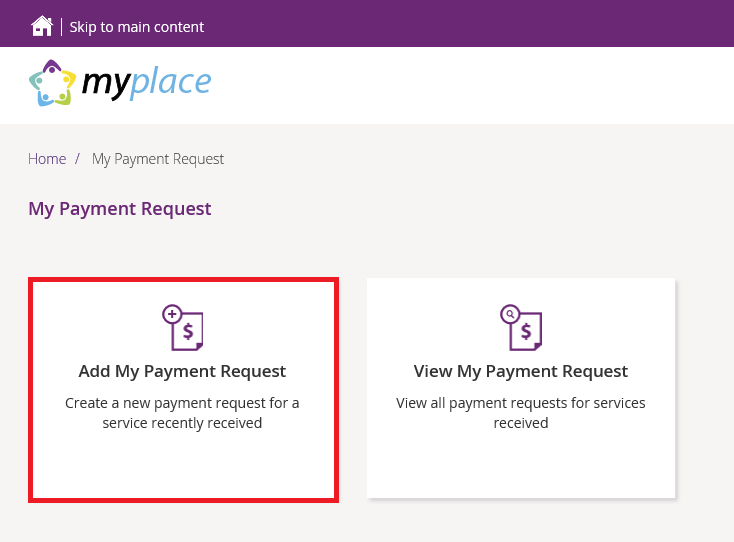 Skip to main content
myplace
Home / My Payment Request
My Payment Request
$
Add My Payment Request
Create a new payment request for a
service recently received
$
View My Payment Request
View all payment requests for services
received